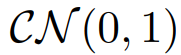 𝒞𝒩(0, 1)